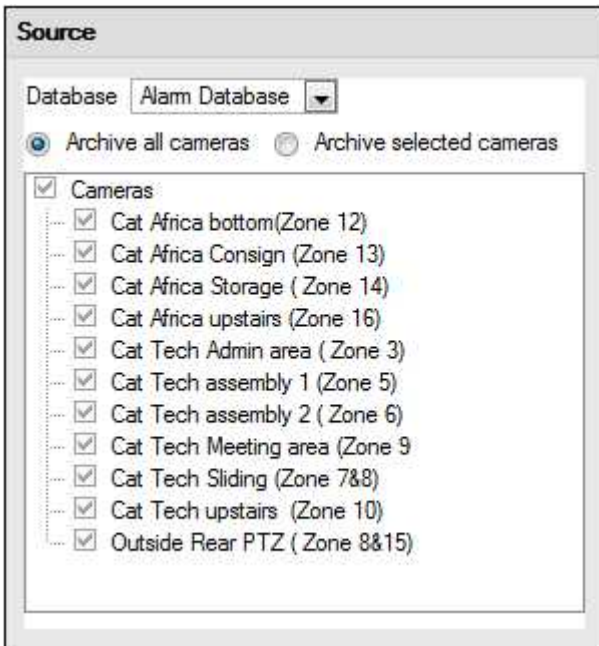 Source
Database Alarm Database
Archive all cameras Archive selected cameras
Cameras
Cat Africa bottom(Zone 12)
Cat Africa Consign (Zone 13)
Cat Africa Storage ( Zone 14)
Cat Africa upstairs (Zone 16)
Cat Tech Admin area ( Zone 3)
Cat Tech assembly 1 (Zone 5)
Cat Tech assembly 2 ( Zone 6)
Cat Tech Meeting area (Zone 9
Cat Tech Sliding (Zone 7&8)
Cat Tech upstairs  (Zone 10)
Outside Rear PTZ ( Zone 8&15)